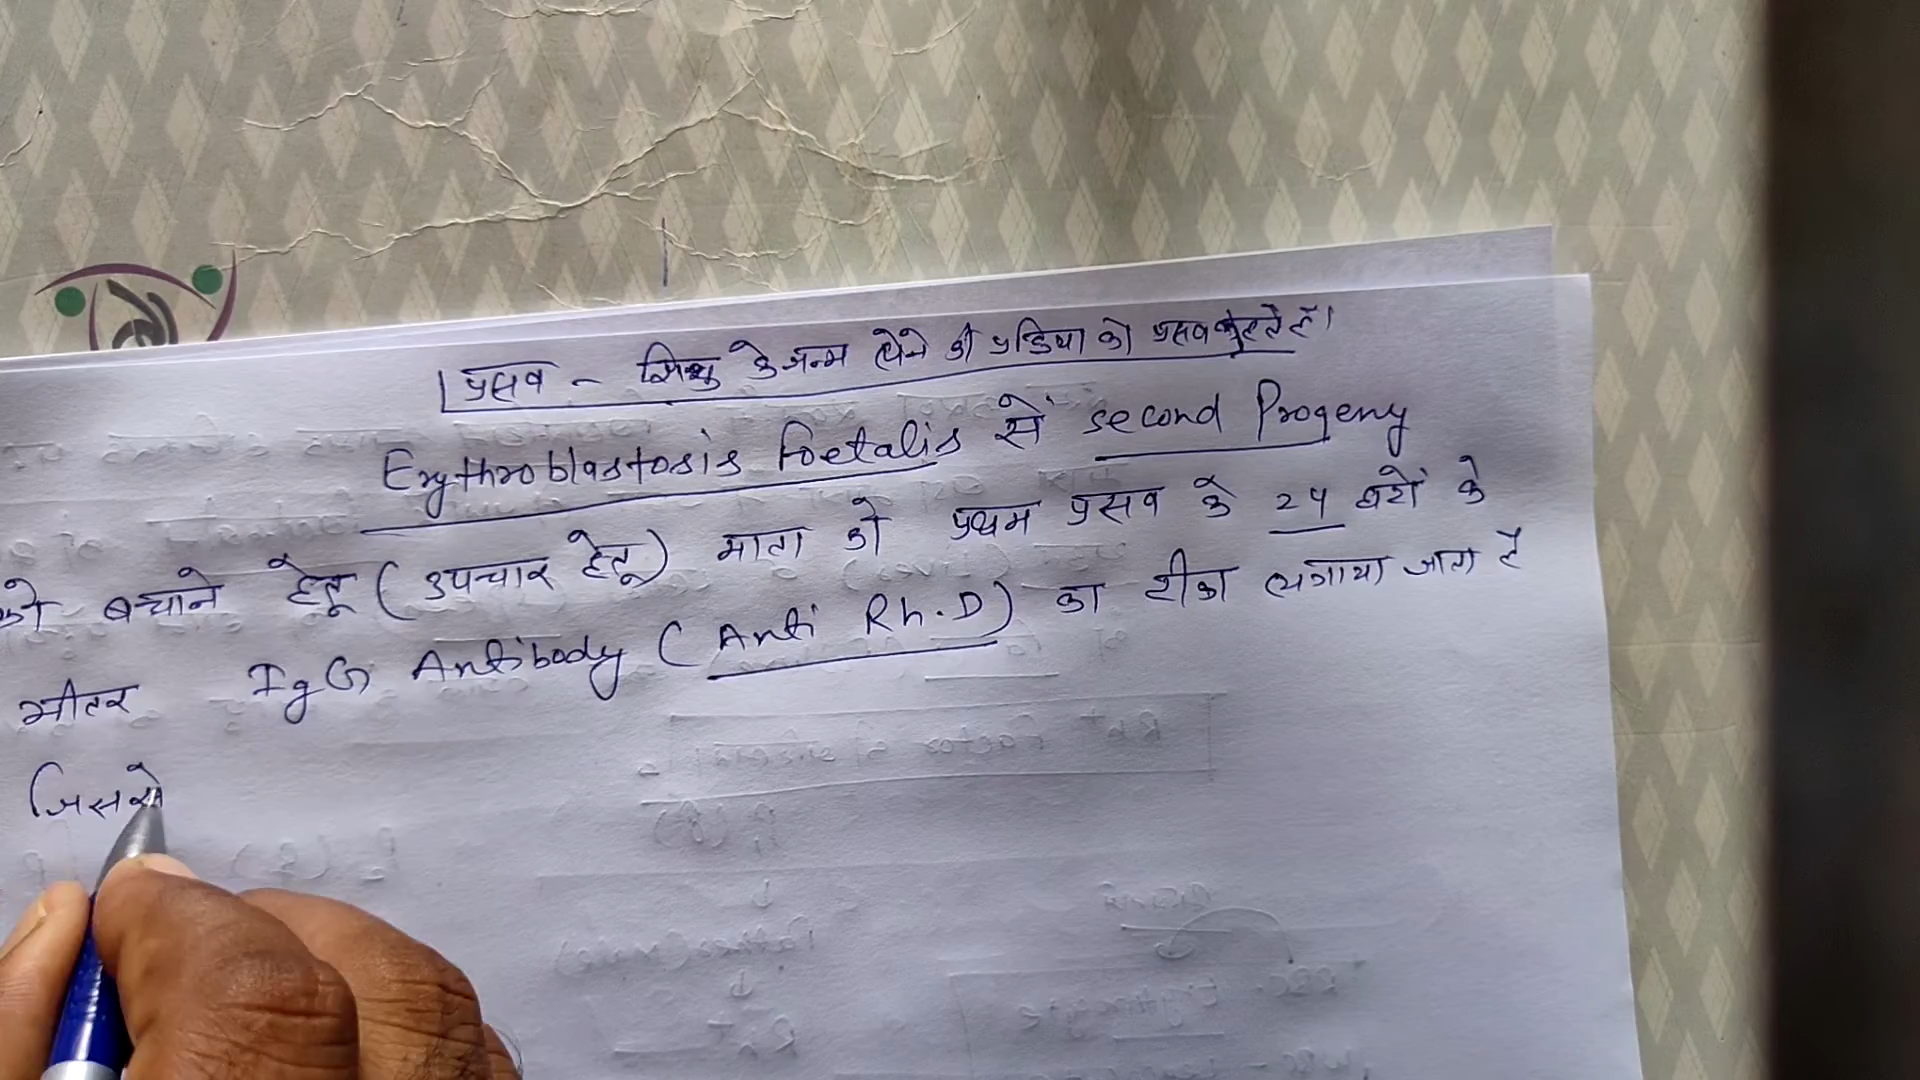 प्रसव - शिशु के जन्म लेने की प्रक्रिया को प्रसव कहते हैं।
Erythroblastosis Foetalis से second Progeny
को बचाने हेतू ( उपचार हेतू ) माता को प्रथम प्रसव के 24 घंटों के
भीतर IgG Antibody ( Anti Rh.D ) का टीका लगाया जाता है
जिससे